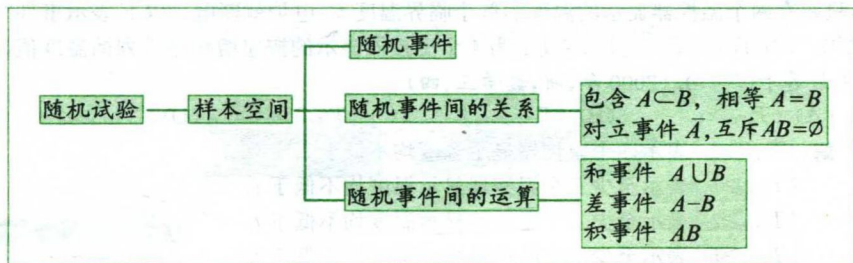 随机事件
随机试验 样本空间 随机事件间的关系
包含 A⊂B, 相等 A=B
对立事件 A̅, 互斥 AB=∅
随机事件间的运算
和事件 A∪B
差事件 A-B
积事件 AB